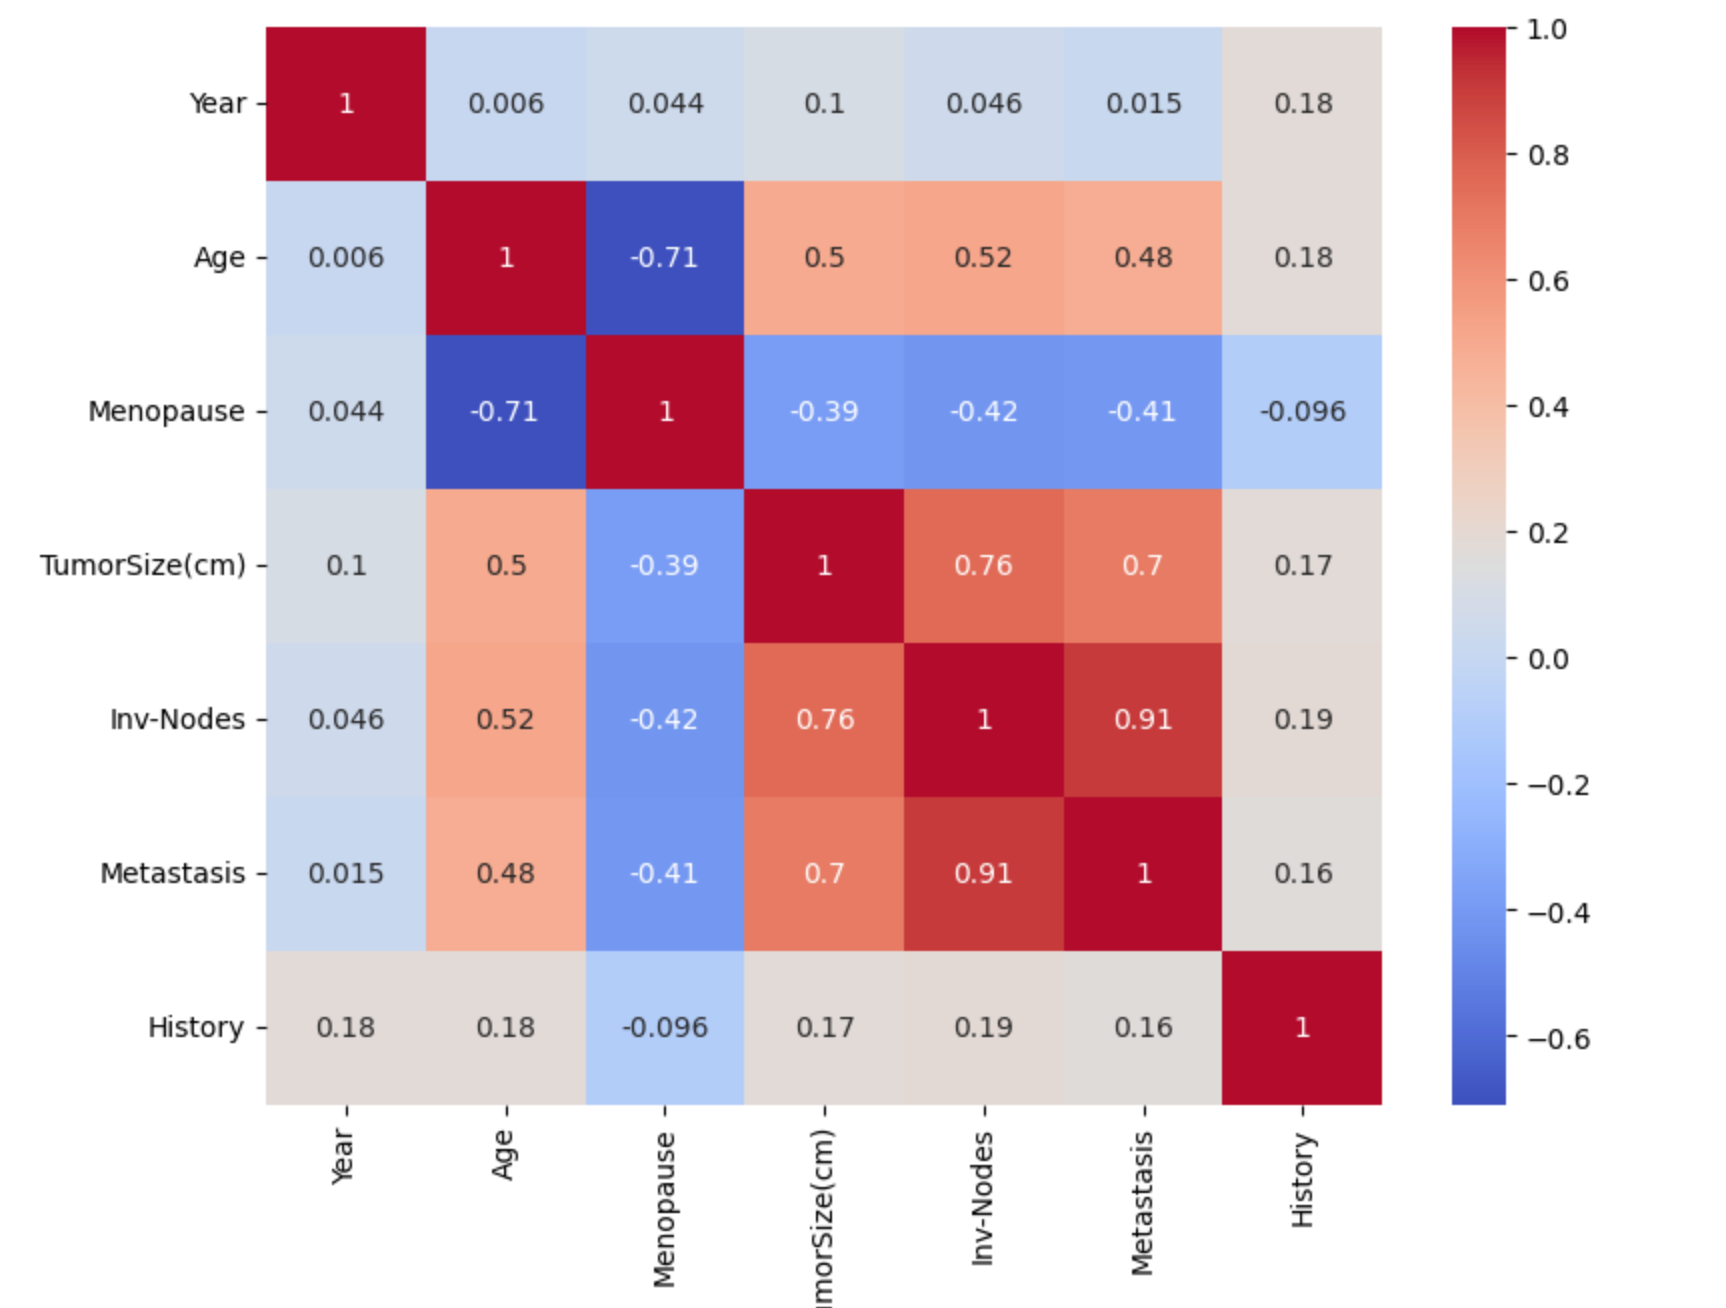 Year 1 0.006 0.044 0.1 0.046 0.015 0.18
Age 0.006 1 -0.71 0.5 0.52 0.48 0.18
Menopause 0.044 -0.71 1 -0.39 -0.42 -0.41 -0.096
TumorSize(cm) 0.1 0.5 -0.39 1 0.76 0.7 0.17
Inv-Nodes 0.046 0.52 -0.42 0.76 1 0.91 0.19
Metastasis 0.015 0.48 -0.41 0.7 0.91 1 0.16
History 0.18 0.18 -0.096 0.17 0.19 0.16 1
Year
Age
Menopause
umorSize(cm)
Inv-Nodes
Metastasis
History
1.0
0.8
0.6
0.4
0.2
0.0
−0.2
−0.4
−0.6